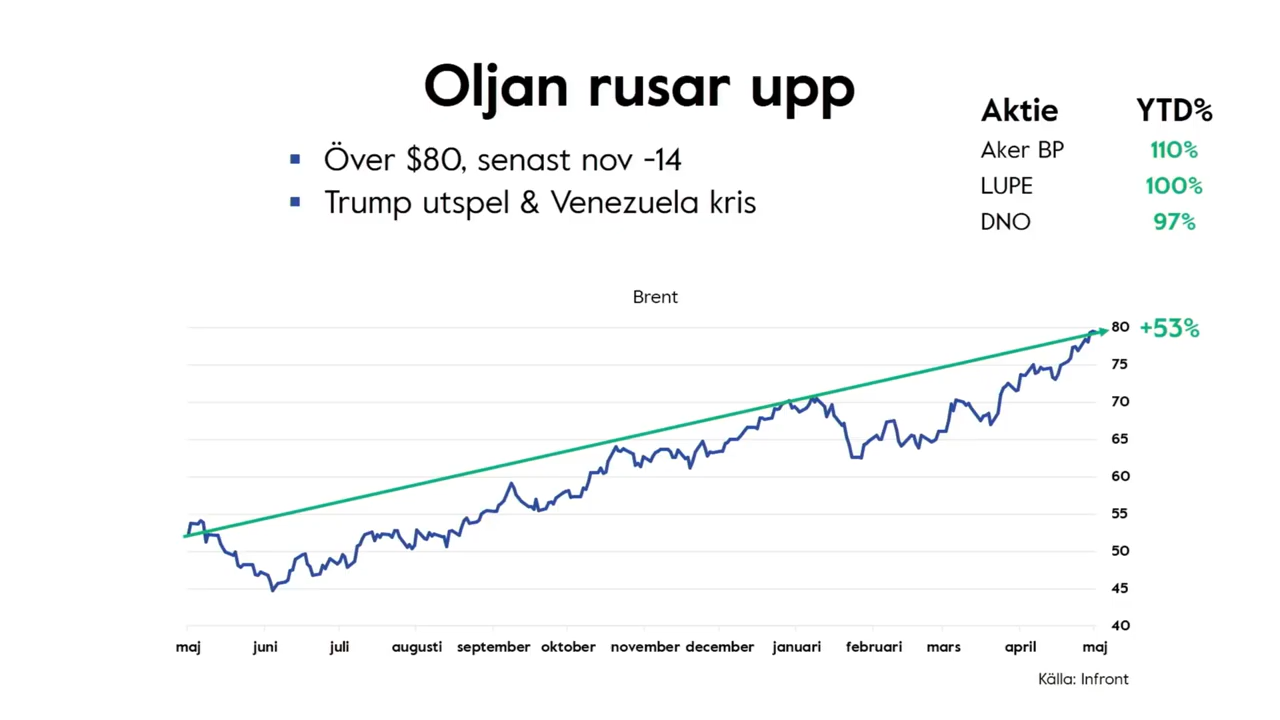 Oljan rusar upp
Över $80, senast nov -14
Trump utspel & Venezuela kris
Aktie YTD%
Aker BP 110%
LUPE 100%
DNO 97%
Brent
80 +53%
75
70
65
60
55
50
45
40
maj juni juli augusti september oktober november december januari februari mars april maj
Källa: Infront